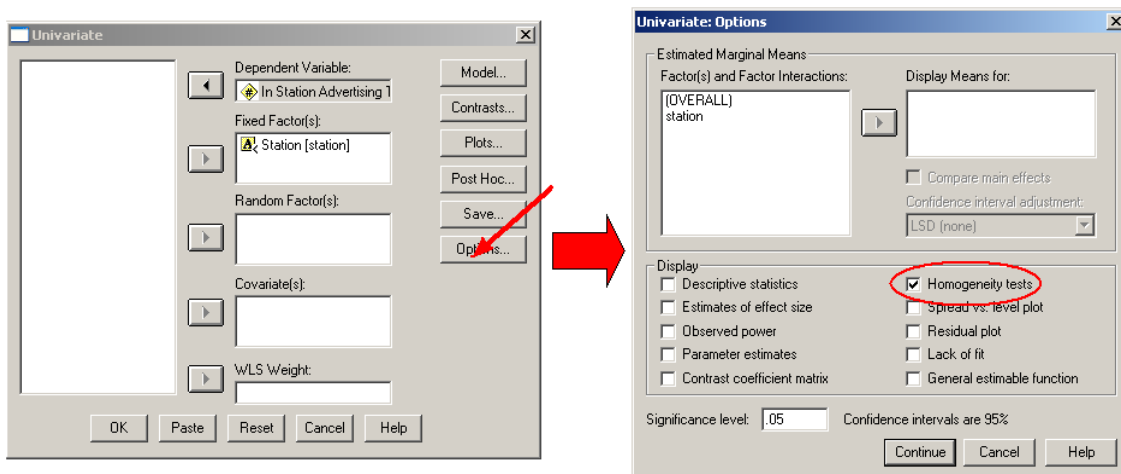 Univariate
Dependent Variable:
In Station Advertising T
Fixed Factor(s):
Station [station]
Random Factor(s):
Covariate(s):
WLS Weight:
Model...
Contrasts...
Plots...
Post Hoc...
Save...
Options...
OK
Paste
Reset
Cancel
Help
Univariate: Options
Estimated Marginal Means
Factor(s) and Factor Interactions:
(OVERALL)
station
Display Means for:
Compare main effects
Confidence interval adjustment:
LSD (none)
Display
Descriptive statistics
Estimates of effect size
Observed power
Parameter estimates
Contrast coefficient matrix
Homogeneity tests
Spread vs. level plot
Residual plot
Lack of fit
General estimable function
Significance level: .05 Confidence intervals are 95%
Continue
Cancel
Help